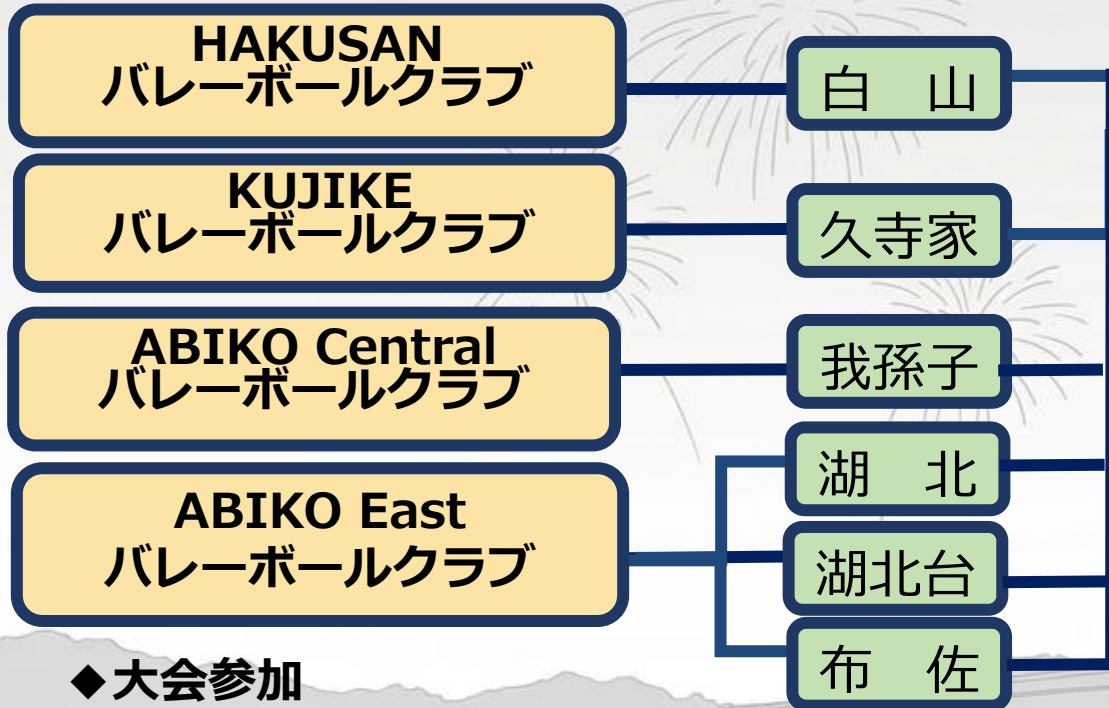 HAKUSAN
バレーボールクラブ
白　山
KUJIKE
バレーボールクラブ
久寺家
ABIKO Central
バレーボールクラブ
我孫子
ABIKO East
バレーボールクラブ
湖　北
湖北台
布　佐
◆大会参加